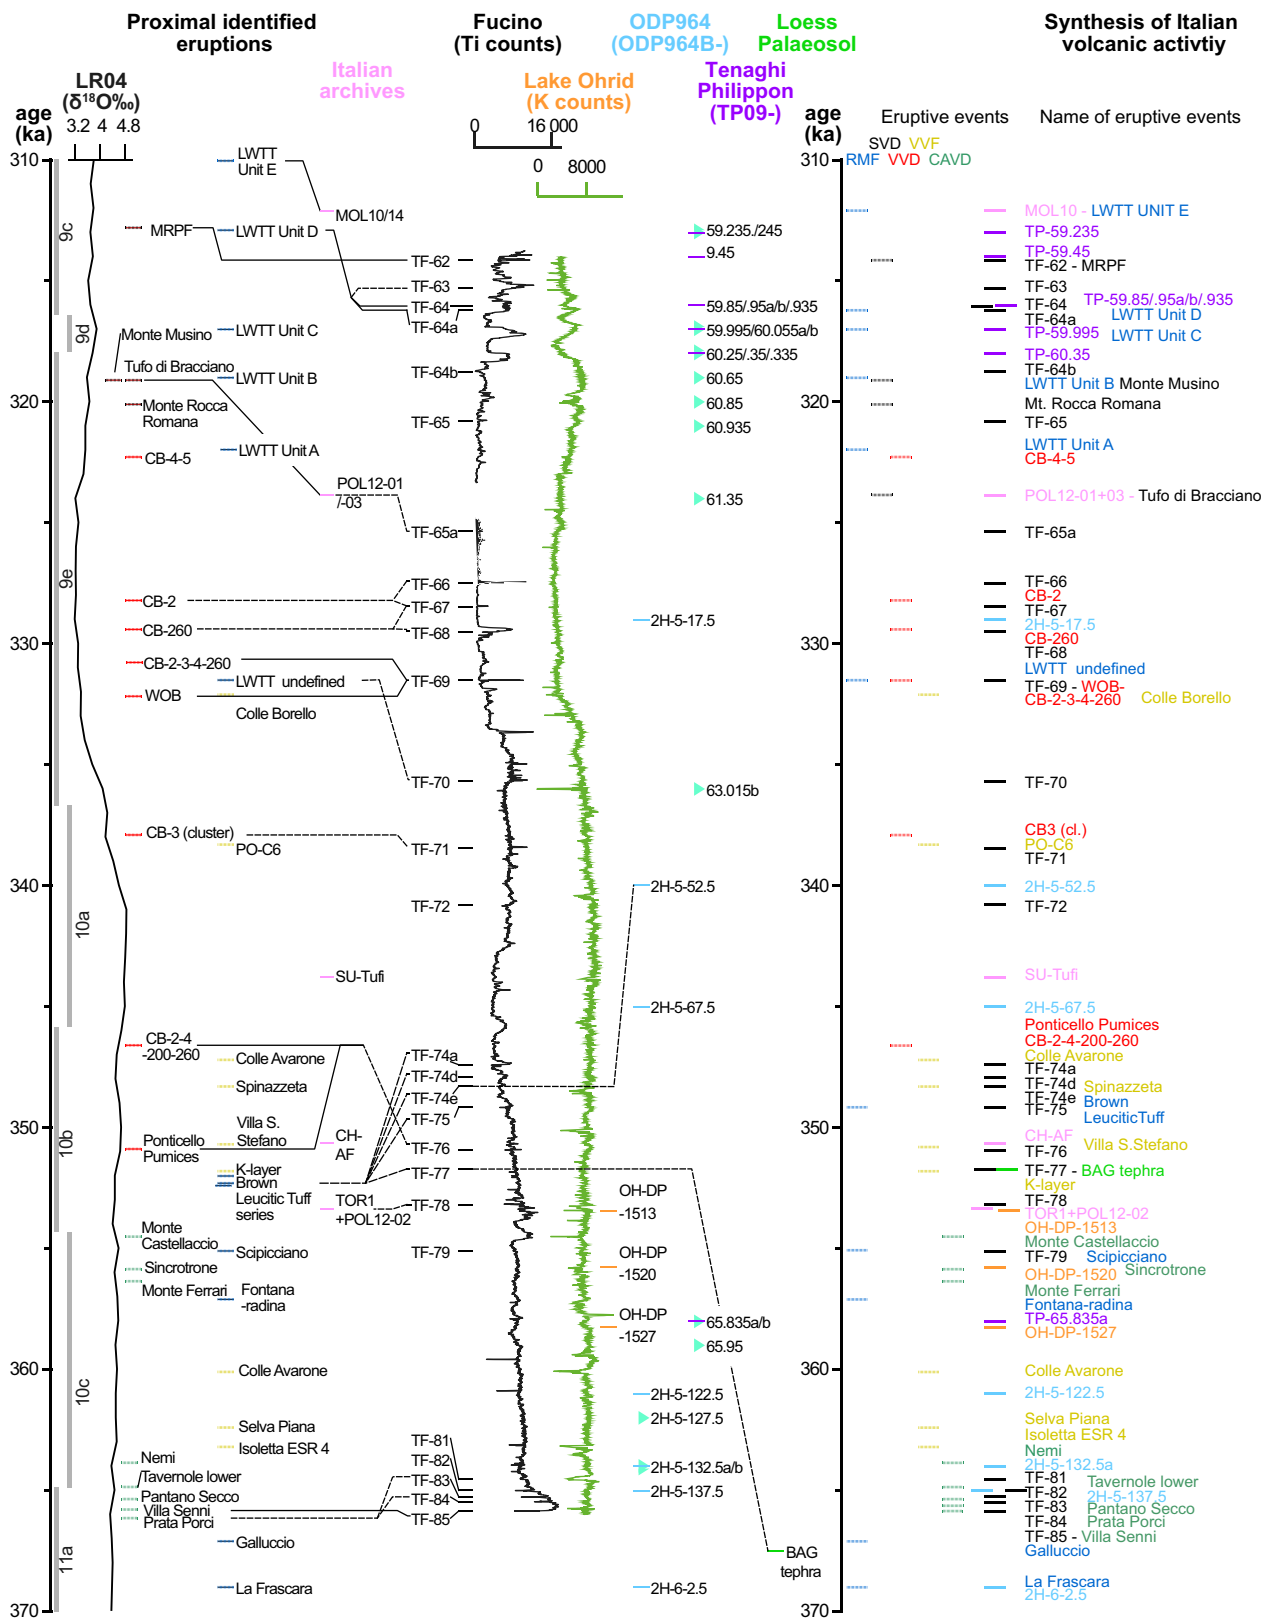 Proximal identified
eruptions
Fucino
(Ti counts)
ODP964
(ODP964B-)
Loess
Palaeosol
Synthesis of Italian
volcanic activtiy
LR04
(δ¹⁸O‰)
Italian
archives
Lake Ohrid
(K counts)
Tenaghi
Philippon
(TP09-)
age
(ka)
3.2 4 4.8
0 16 000
0 8000
age
(ka)
Eruptive events
Name of eruptive events
SVD VVF
RMF VVD CAVD
310
320
330
340
350
360
370
9c
9d
9e
10a
10b
10c
11a
LWTT
Unit E
MOL10/14
MRPF
LWTT Unit D
Monte Musino
LWTT Unit C
Tufo di Bracciano
LWTT Unit B
Monte Rocca
Romana
LWTT Unit A
CB-4-5
POL12-01
/-03
CB-2
CB-260
CB-2-3-4-260
LWTT undefined
WOB
Colle Borello
CB-3 (cluster)
PO-C6
SU-Tufi
CB-2-4
-200-260
Colle Avarone
Spinazzeta
Villa S.
Stefano
Ponticello
Pumices
CH-
AF
K-layer
Brown
Leucitic Tuff
series
TOR1
+POL12-02
Monte
Castellaccio
Scipicciano
Sincrotrone
Monte Ferrari
Fontana
-radina
Colle Avarone
Selva Piana
Isoletta ESR 4
Nemi
Tavernole lower
Pantano Secco
Villa Senni
Prata Porci
Galluccio
La Frascara
TF-62
TF-63
TF-64
TF-64a
TF-64b
TF-65
TF-65a
TF-66
TF-67
TF-68
TF-69
TF-70
TF-71
TF-72
TF-74a
TF-74d
TF-74e
TF-75
TF-76
TF-77
TF-78
TF-79
TF-81
TF-82
TF-83
TF-84
TF-85
OH-DP
-1513
OH-DP
-1520
OH-DP
-1527
2H-5-17.5
2H-5-52.5
2H-5-67.5
2H-5-122.5
2H-5-127.5
2H-5-132.5a/b
2H-5-137.5
2H-6-2.5
59.235./245
9.45
59.85/.95a/b/.935
59.995/60.055a/b
60.25/.35/.335
60.65
60.85
60.935
61.35
63.015b
65.835a/b
65.95
BAG
tephra
310
320
330
340
350
360
370
MOL10 - LWTT UNIT E
TP-59.235
TP-59.45
TF-62 - MRPF
TF-63
TF-64 TP-59.85/.95a/b/.935
TF-64a LWTT Unit D
TP-59.995 LWTT Unit C
TP-60.35
TF-64b
LWTT Unit B Monte Musino
Mt. Rocca Romana
TF-65
LWTT Unit A
CB-4-5
POL12-01+03 - Tufo di Bracciano
TF-65a
TF-66
CB-2
TF-67
2H-5-17.5
CB-260
TF-68
LWTT undefined
TF-69 - WOB-
CB-2-3-4-260 Colle Borello
TF-70
CB3 (cl.)
PO-C6
TF-71
2H-5-52.5
TF-72
SU-Tufi
2H-5-67.5
Ponticello Pumices
CB-2-4-200-260
Colle Avarone
TF-74a
TF-74d Spinazzeta
TF-74e Brown
TF-75 LeuciticTuff
CH-AF
TF-76 Villa S.Stefano
TF-77 - BAG tephra
K-layer
TF-78
TOR1+POL12-02
OH-DP-1513
Monte Castellaccio
TF-79 Scipicciano
OH-DP-1520 Sincrotrone
Monte Ferrari
Fontana-radina
TP-65.835a
OH-DP-1527
Colle Avarone
2H-5-122.5
Selva Piana
Isoletta ESR 4
Nemi
2H-5-132.5a
TF-81 Tavernole lower
TF-82 2H-5-137.5
TF-83 Pantano Secco
TF-84 Prata Porci
TF-85 - Villa Senni
Galluccio
La Frascara
2H-6-2.5